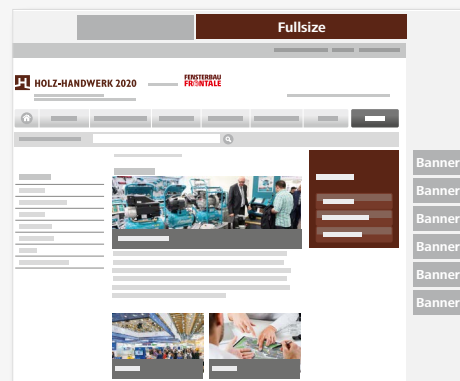 Fullsize
HOLZ-HANDWERK 2020
FENSTERBAU
FRONTALE
Banner
Banner
Banner
Banner
Banner
Banner